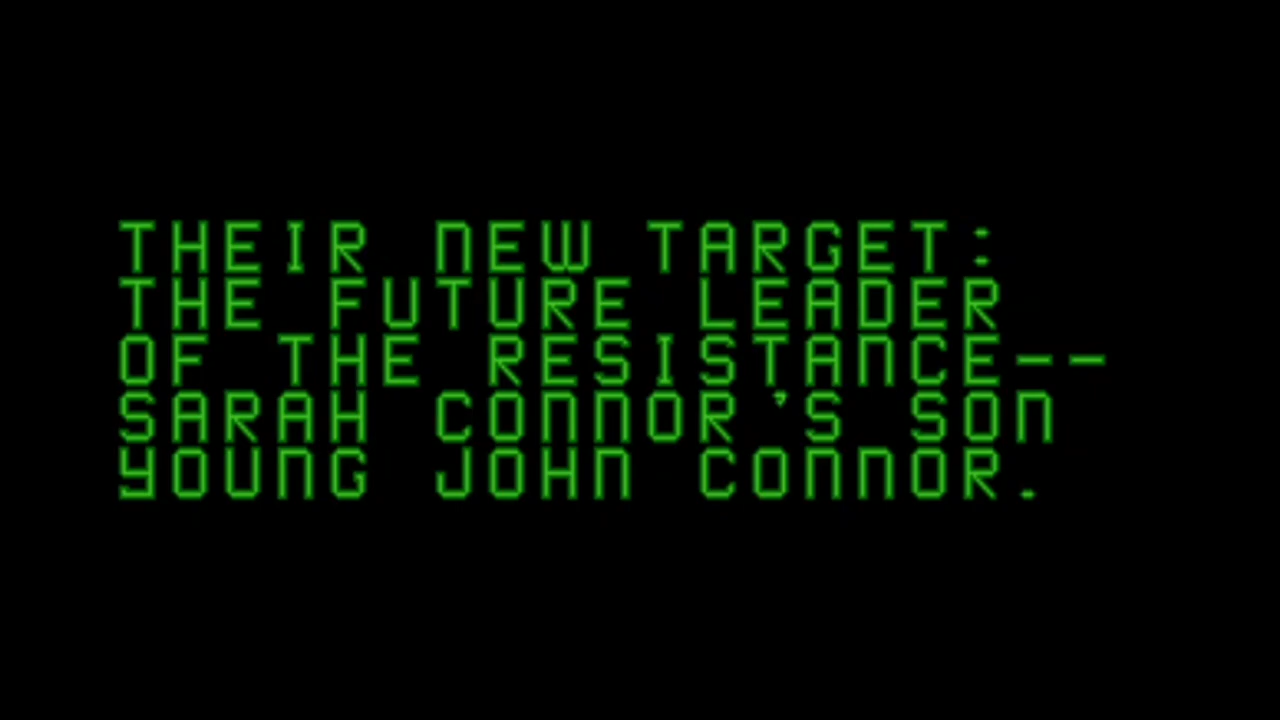 THEIR NEW TARGET:
THE FUTURE LEADER
OF THE RESISTANCE--
SARAH CONNOR'S SON
YOUNG JOHN CONNOR.